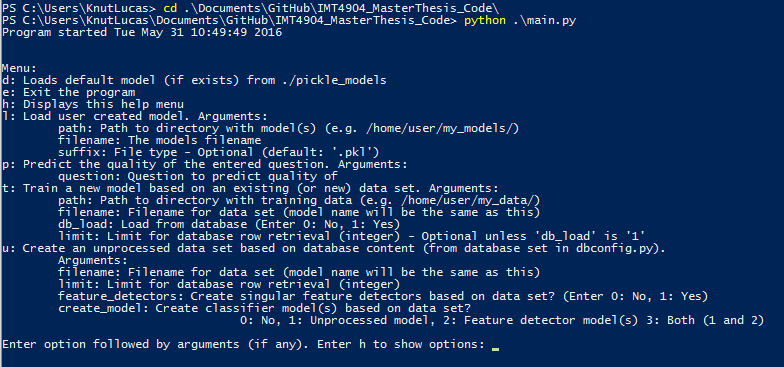 PS C:\Users\KnutLucas> cd .\Documents\GitHub\IMT4904_MasterThesis_Code\
PS C:\Users\KnutLucas\Documents\GitHub\IMT4904_MasterThesis_Code> python .\main.py
Program started Tue May 31 10:49:49 2016
Menu:
d: Loads default model (if exists) from ./pickle_models
e: Exit the program
h: Displays this help menu
l: Load user created model. Arguments:
path: Path to directory with model(s) (e.g. /home/user/my_models/)
filename: The models filename
suffix: File type - Optional (default: '.pkl')
p: Predict the quality of the entered question. Arguments:
question: Question to predict quality of
t: Train a new model based on an existing (or new) data set. Arguments:
path: Path to directory with training data (e.g. /home/user/my_data/)
filename: Filename for data set (model name will be the same as this)
db_load: Load from database (Enter 0: No, 1: Yes)
limit: Limit for database row retrieval (integer) - Optional unless 'db_load' is '1'
u: Create an unprocessed data set based on database content (from database set in dbconfig.py).
Arguments:
filename: Filename for data set (model name will be the same as this)
limit: Limit for database row retrieval (integer)
feature_detectors: Create singular feature detectors based on data set? (Enter 0: No, 1: Yes)
create_model: Create classifier model(s) based on data set?
0: No, 1: Unprocessed model, 2: Feature detector model(s) 3: Both (1 and 2)
Enter option followed by arguments (if any). Enter h to show options: _